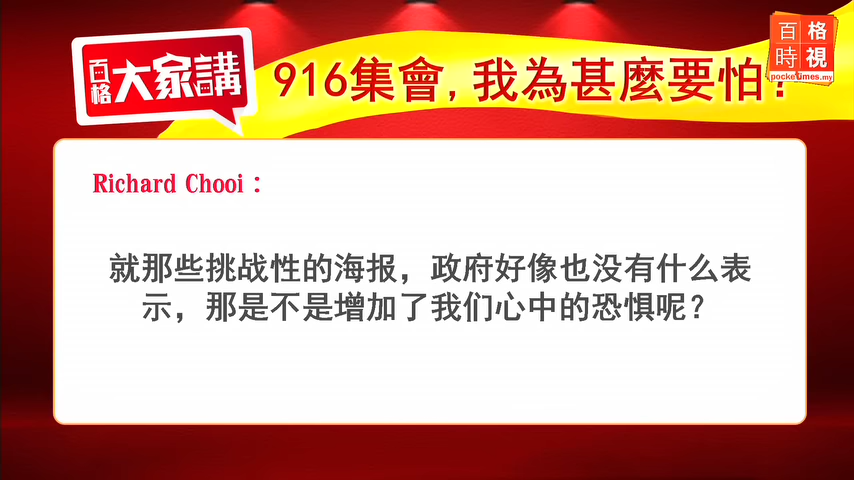 百格大家講
916集會,我為甚麼要怕?
百格時視
pocketimes.my
Richard Chooi：
就那些挑战性的海报，政府好像也没有什么表
示，那是不是增加了我们心中的恐惧呢？